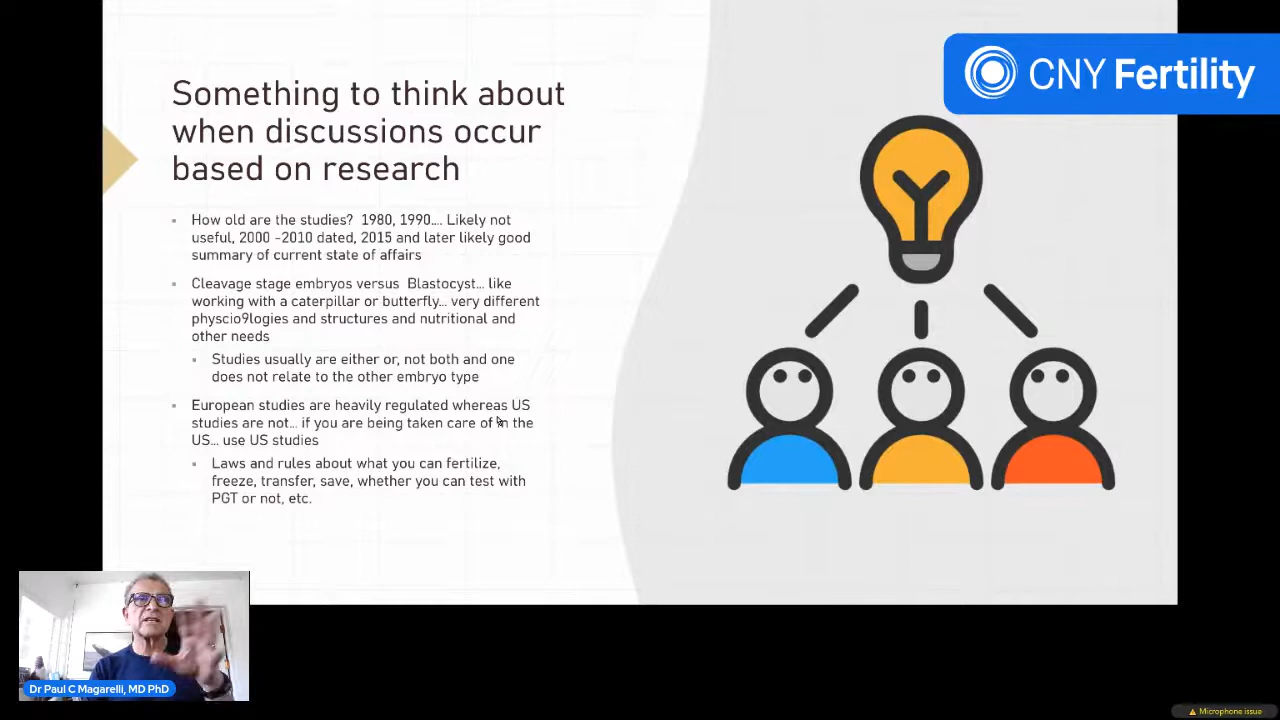 CNY Fertility
Something to think about
when discussions occur
based on research
How old are the studies? 1980, 1990.... Likely not
useful, 2000 -2010 dated, 2015 and later likely good
summary of current state of affairs
Cleavage stage embryos versus Blastocyst... like
working with a caterpillar or butterfly... very different
physcio9logies and structures and nutritional and
other needs
Studies usually are either or, not both and one
does not relate to the other embryo type
European studies are heavily regulated whereas US
studies are not... if you are being taken care of in the
US... use US studies
Laws and rules about what you can fertilize,
freeze, transfer, save, whether you can test with
PGT or not, etc.
Dr Paul C Magarelli, MD PhD
Microphone issue